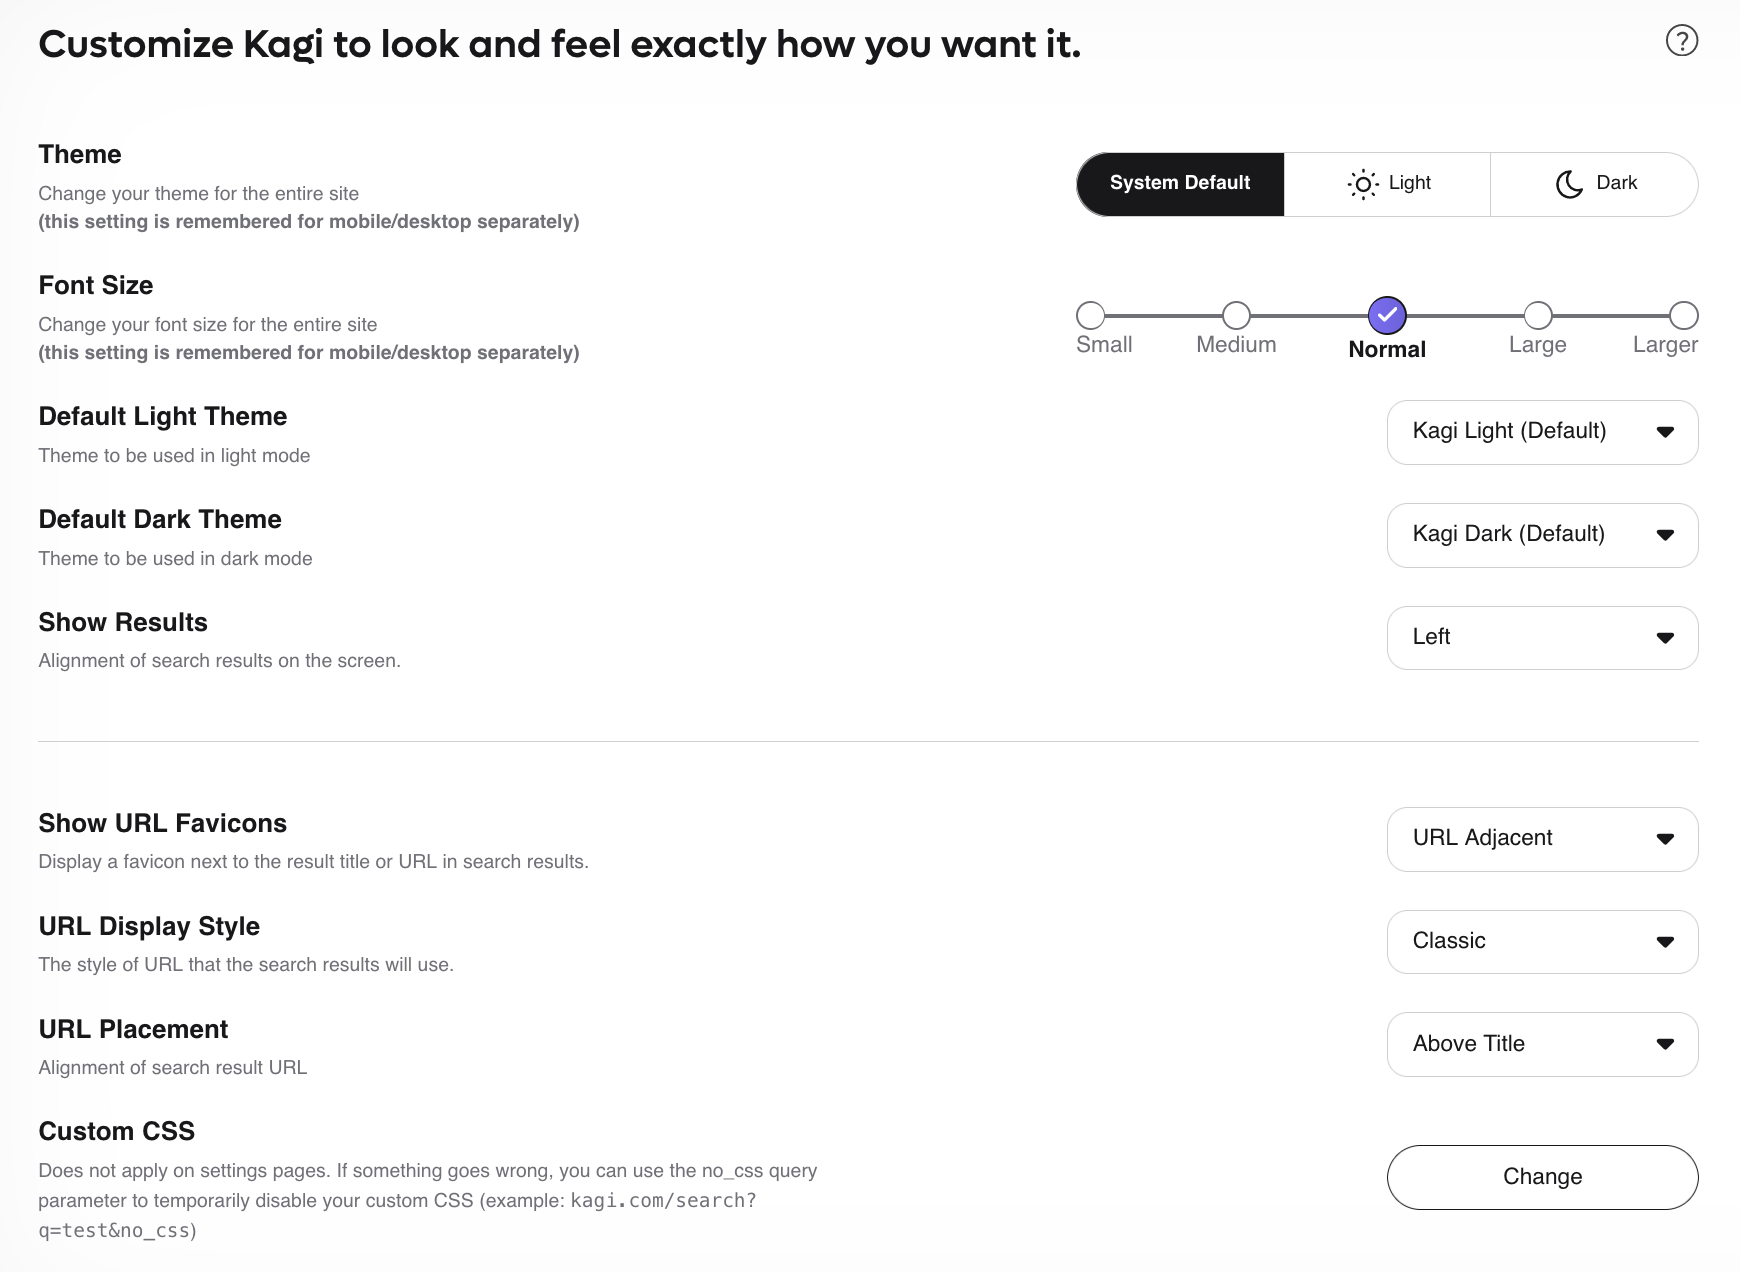 Customize Kagi to look and feel exactly how you want it.
?
Theme
Change your theme for the entire site
(this setting is remembered for mobile/desktop separately)
System Default
Light
Dark
Font Size
Change your font size for the entire site
(this setting is remembered for mobile/desktop separately)
Small
Medium
Normal
Large
Larger
Default Light Theme
Theme to be used in light mode
Kagi Light (Default)
Default Dark Theme
Theme to be used in dark mode
Kagi Dark (Default)
Show Results
Alignment of search results on the screen.
Left
Show URL Favicons
Display a favicon next to the result title or URL in search results.
URL Adjacent
URL Display Style
The style of URL that the search results will use.
Classic
URL Placement
Alignment of search result URL
Above Title
Custom CSS
Does not apply on settings pages. If something goes wrong, you can use the no_css query
parameter to temporarily disable your custom CSS (example: kagi.com/search?
q=test&no_css)
Change